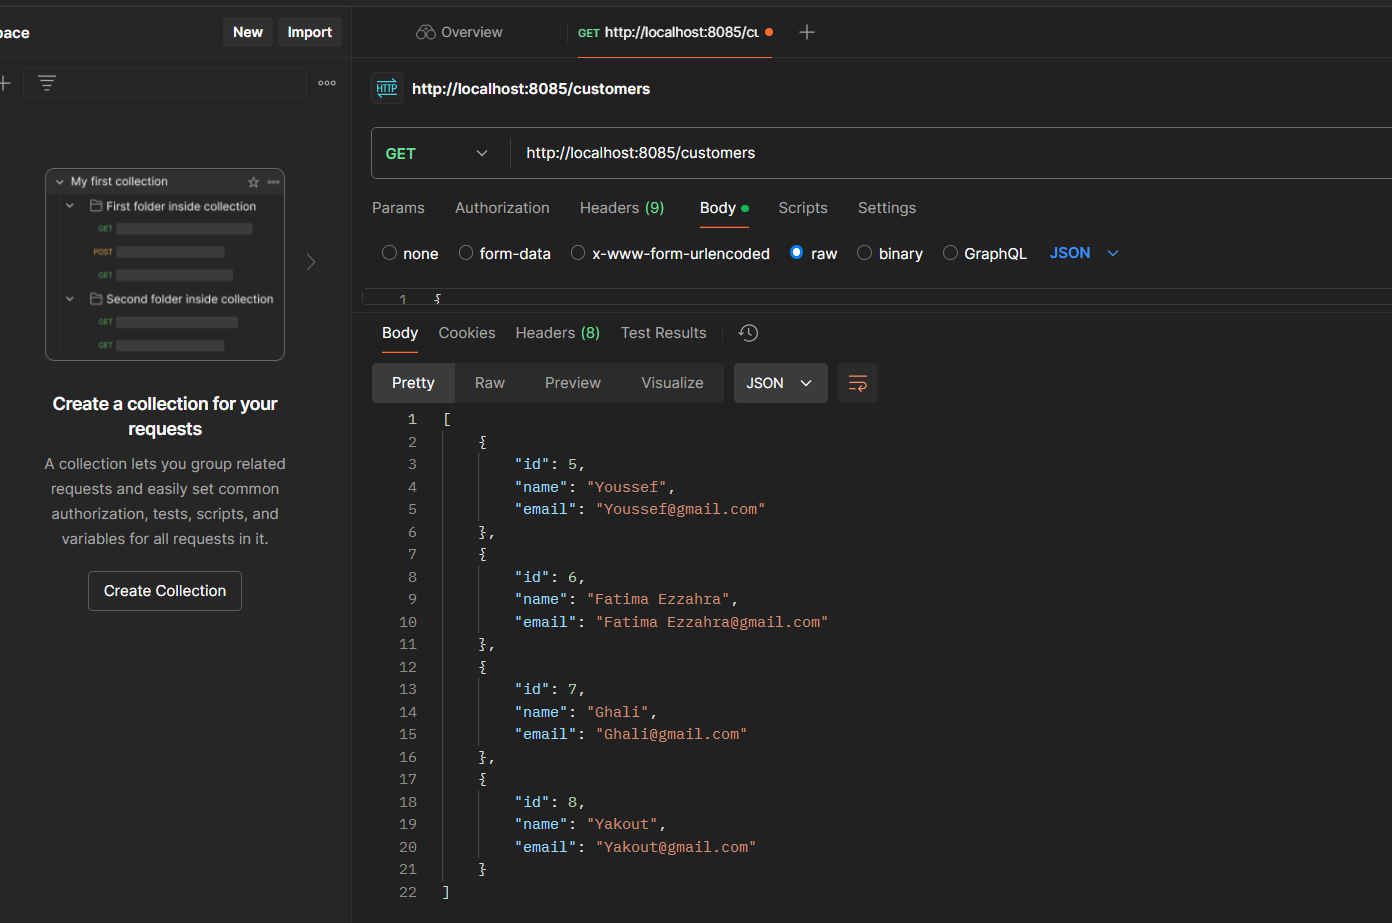 pace
New
Import
Overview
GET http://localhost:8085/cu
HTTP
http://localhost:8085/customers
GET
http://localhost:8085/customers
Params
Authorization
Headers (9)
Body
Scripts
Settings
none
form-data
x-www-form-urlencoded
raw
binary
GraphQL
JSON
1 {
My first collection
First folder inside collection
GET
POST
GET
Second folder inside collection
GET
GET
Create a collection for your
requests
A collection lets you group related
requests and easily set common
authorization, tests, scripts, and
variables for all requests in it.
Create Collection
Body
Cookies
Headers (8)
Test Results
Pretty
Raw
Preview
Visualize
JSON
1 [
2 {
3 "id": 5,
4 "name": "Youssef",
5 "email": "Youssef@gmail.com"
6 },
7 {
8 "id": 6,
9 "name": "Fatima Ezzahra",
10 "email": "Fatima Ezzahra@gmail.com"
11 },
12 {
13 "id": 7,
14 "name": "Ghali",
15 "email": "Ghali@gmail.com"
16 },
17 {
18 "id": 8,
19 "name": "Yakout",
20 "email": "Yakout@gmail.com"
21 }
22 ]